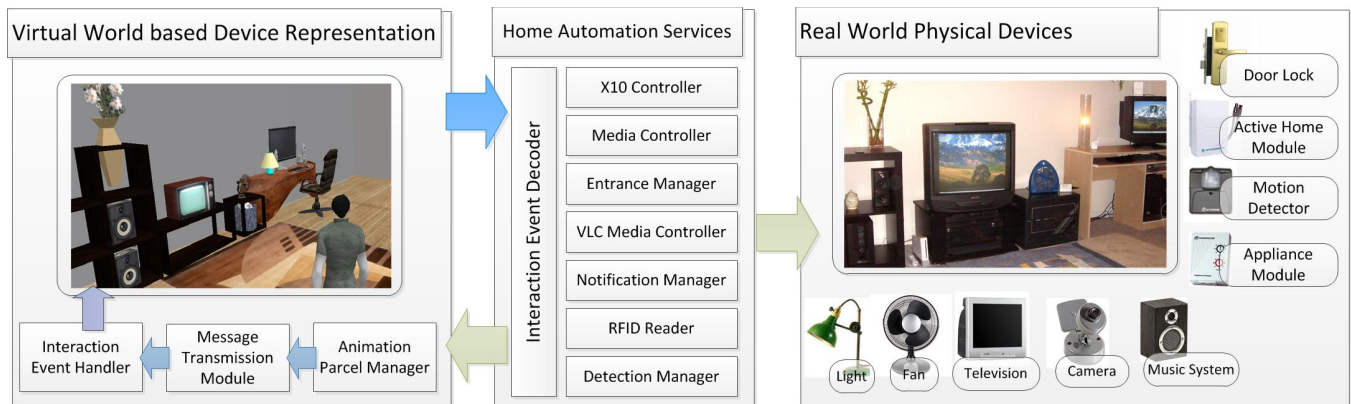 Virtual World based Device Representation
Interaction
Event Handler
Message
Transmission
Module
Animation
Parcel Manager
Home Automation Services
Interaction Event Decoder
X10 Controller
Media Controller
Entrance Manager
VLC Media Controller
Notification Manager
RFID Reader
Detection Manager
Real World Physical Devices
Door Lock
Active Home
Module
Motion
Detector
Appliance
Module
Light
Fan
Television
Camera
Music System